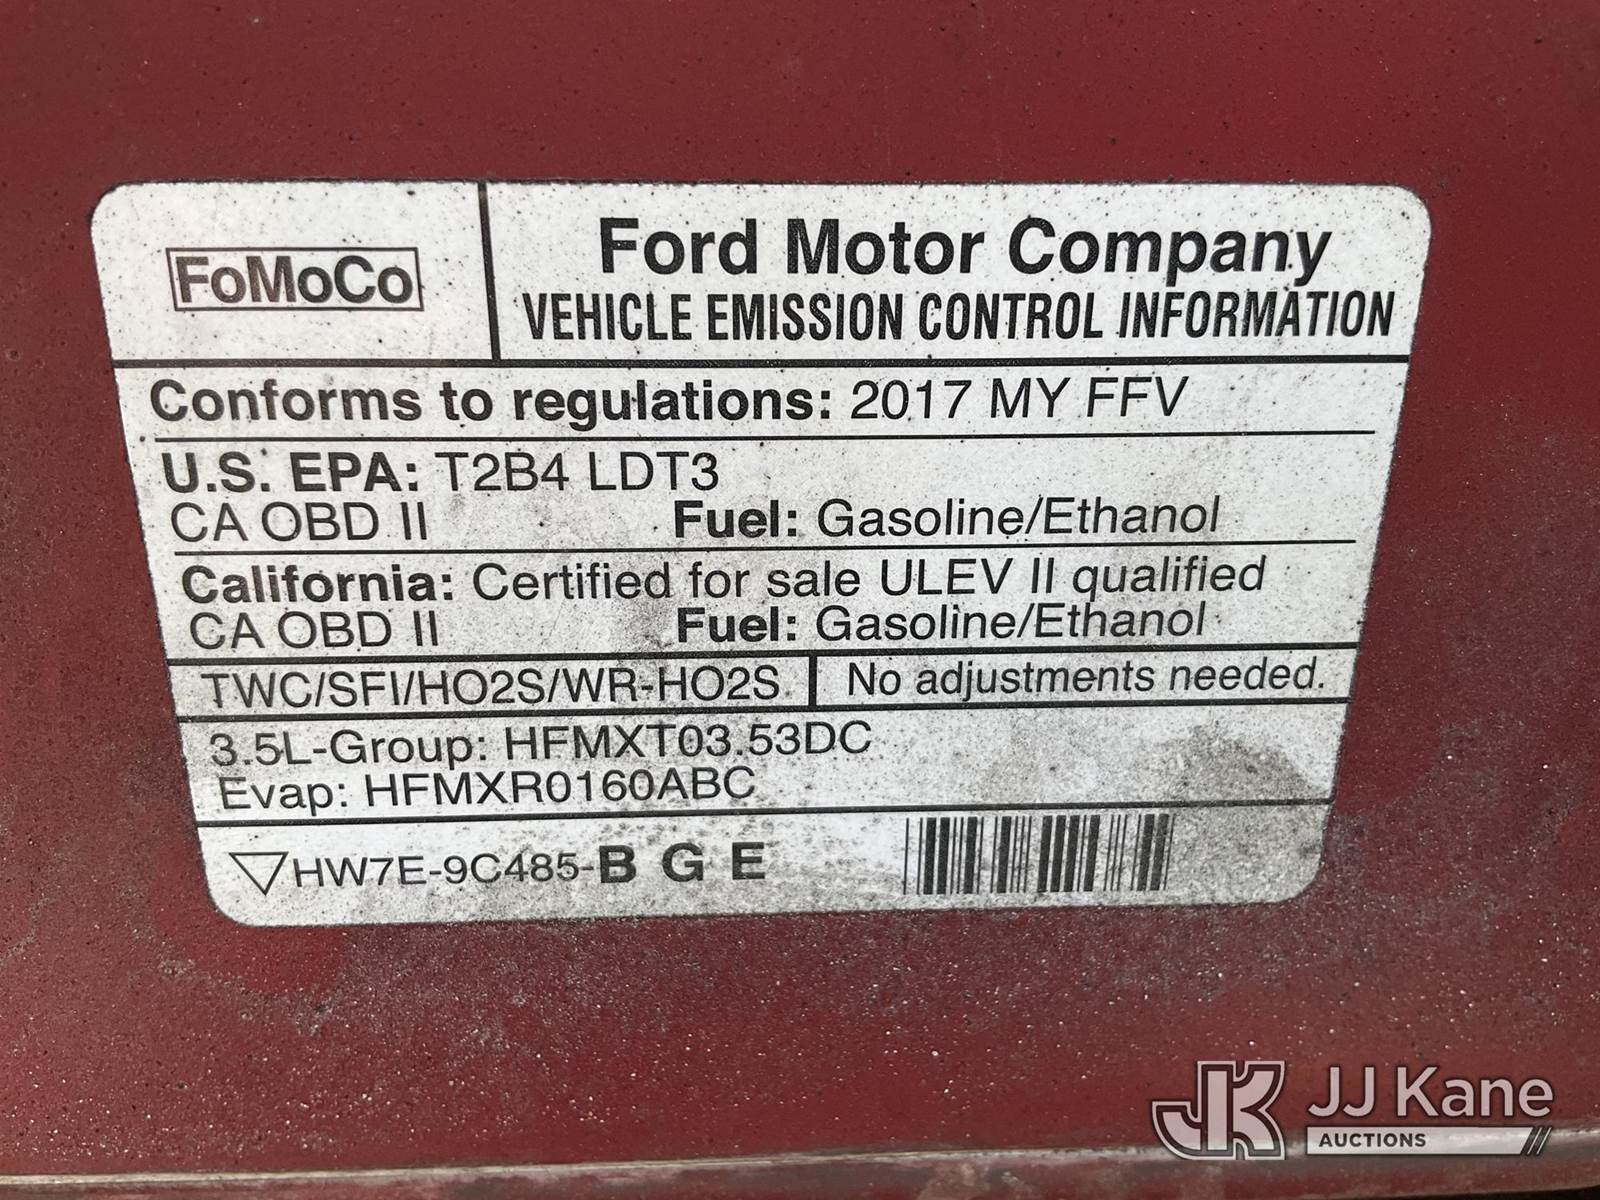 FoMoCo
Ford Motor Company
VEHICLE EMISSION CONTROL INFORMATION
Conforms to regulations: 2017 MY FFV
U.S. EPA: T2B4 LDT3
CA OBD II Fuel: Gasoline/Ethanol
California: Certified for sale ULEV II qualified
CA OBD II Fuel: Gasoline/Ethanol
TWC/SFI/HO2S/WR-HO2S No adjustments needed.
3.5L-Group: HFMXT03.53DC
Evap: HFMXR0160ABC
HW7E-9C485-B G E
JK JJ Kane
AUCTIONS